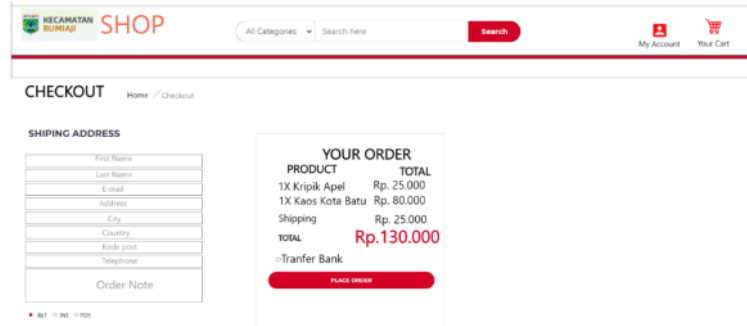 KECAMATAN
BUMIAJI
SHOP
All Categories
Search here
Search
My Account
Your Cart
CHECKOUT
Home / Checkout
SHIPING ADDRESS
First Name
Last Name
E-mail
Address
City
Country
Kode post
Telephone
Order Note
J&T JNE POS
YOUR ORDER
PRODUCT TOTAL
1X Kripik Apel Rp. 25.000
1X Kaos Kota Batu Rp. 80.000
Shipping Rp. 25.000
TOTAL Rp.130.000
Tranfer Bank
PLACE ORDER